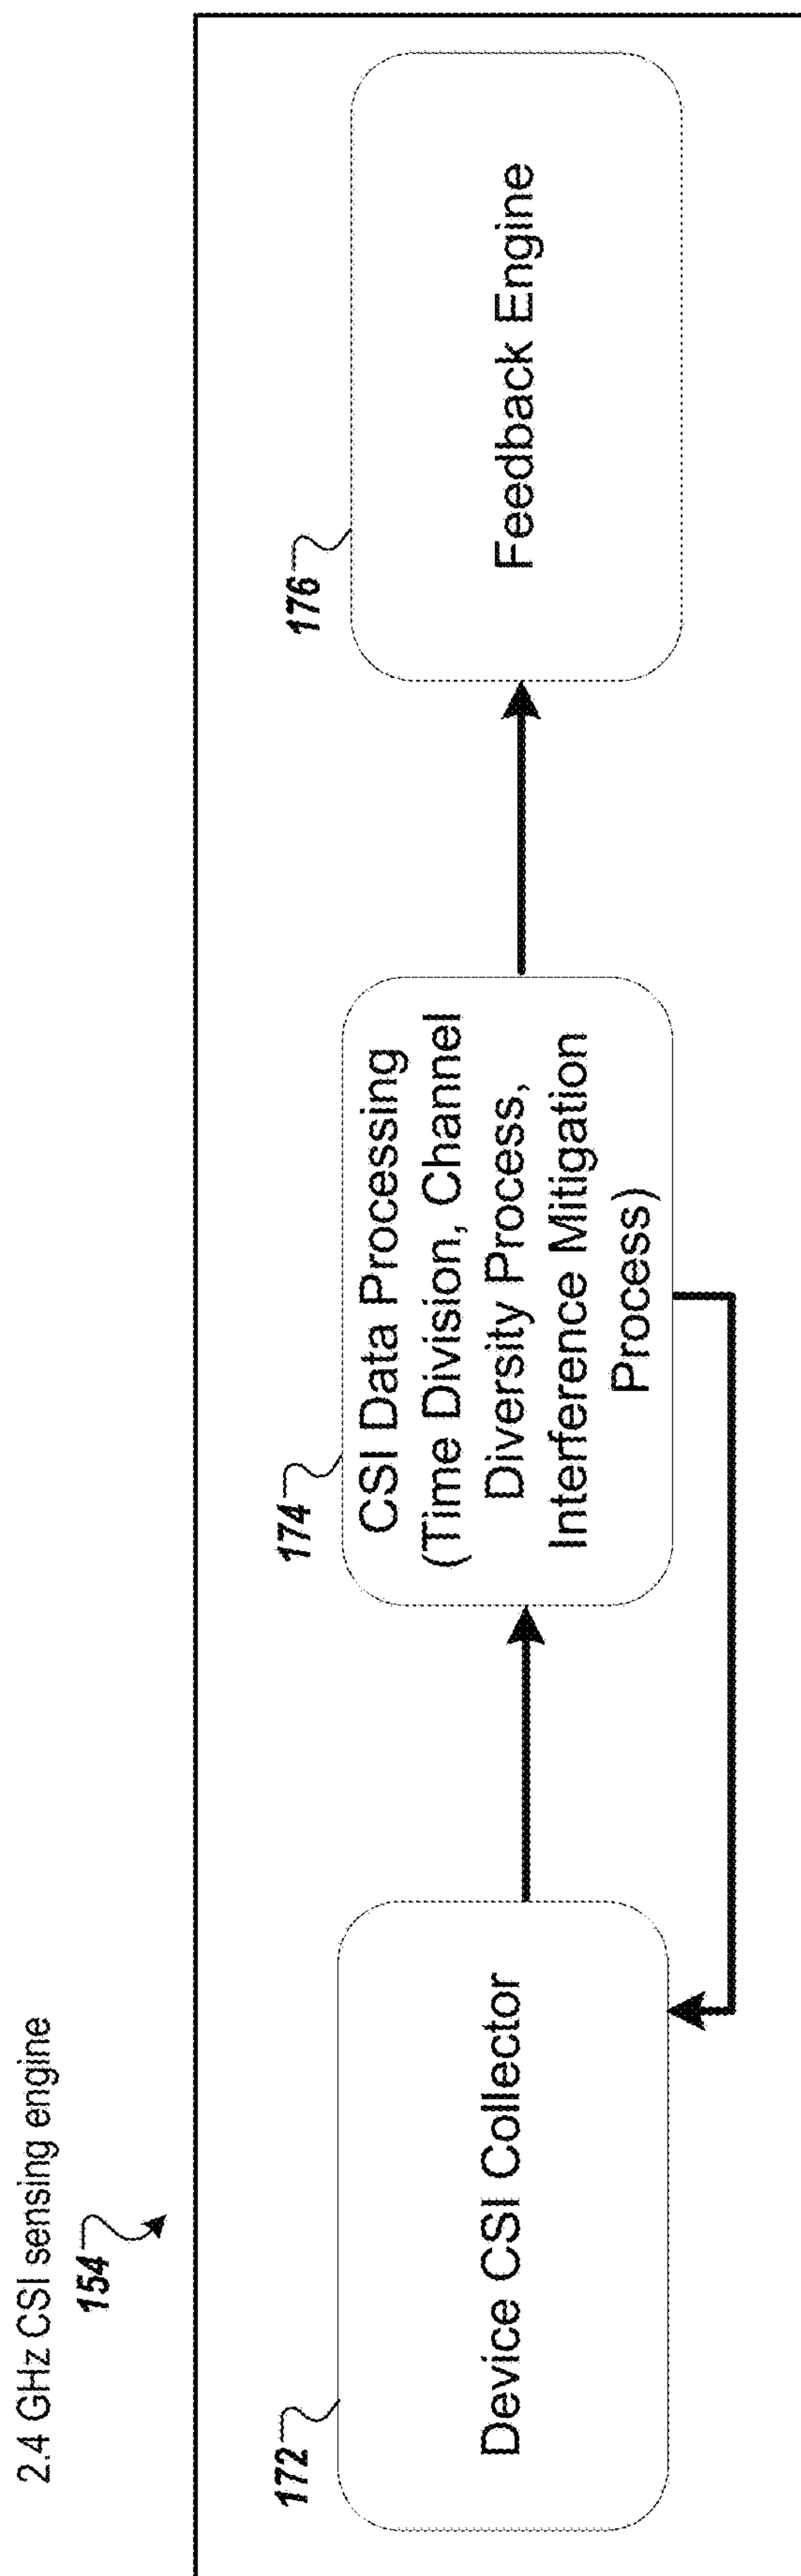 2.4 GHz CSI sensing engine
154
172
Device CSI Collector
174
CSI Data Processing
(Time Division, Channel
Diversity Process,
Interference Mitigation
Process)
176
Feedback Engine